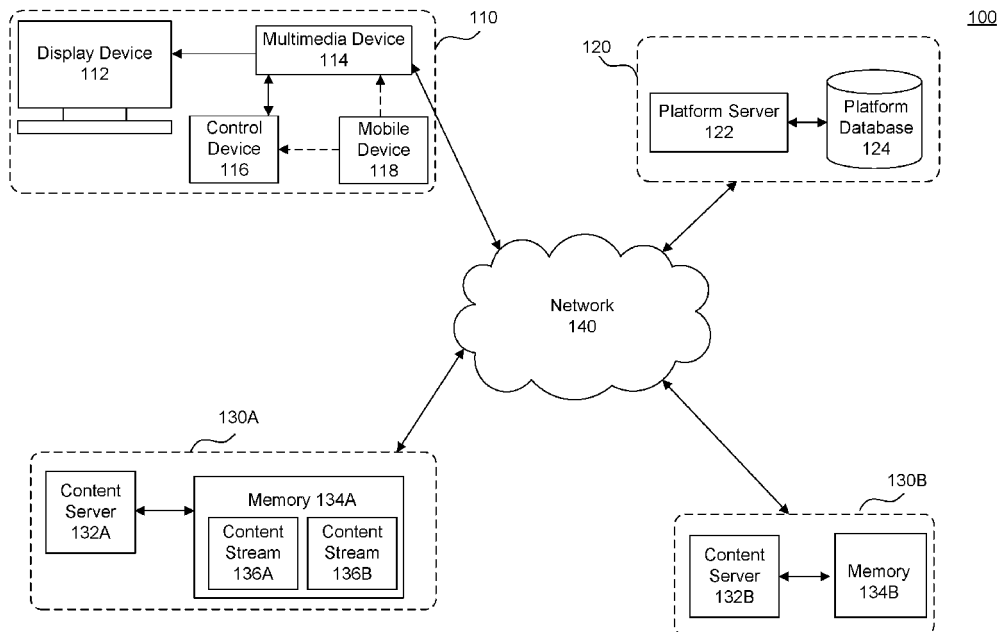 110
100
Display Device
112
Multimedia Device
114
Control
Device
116
Mobile
Device
118
120
Platform Server
122
Platform
Database
124
Network
140
130A
Content
Server
132A
Memory 134A
Content
Stream
136A
Content
Stream
136B
130B
Content
Server
132B
Memory
134B